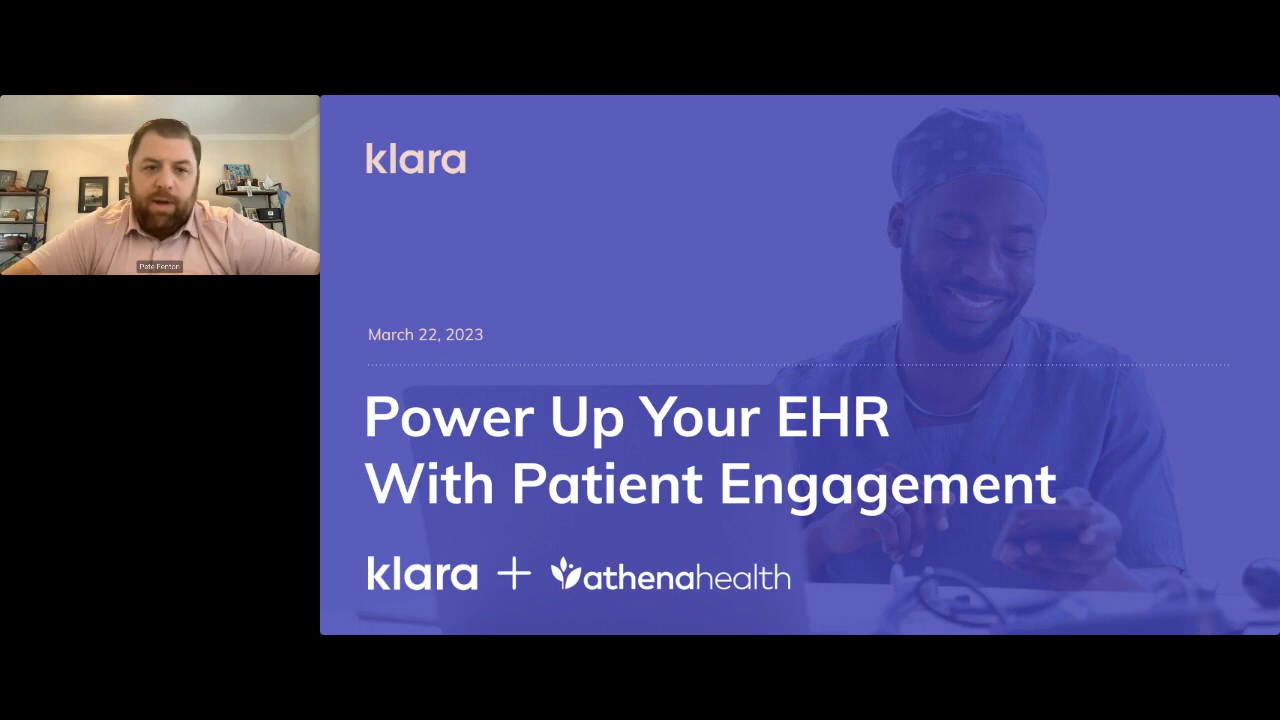 Pete Fenton
klara
March 22, 2023
Power Up Your EHR
With Patient Engagement
klara + athenahealth